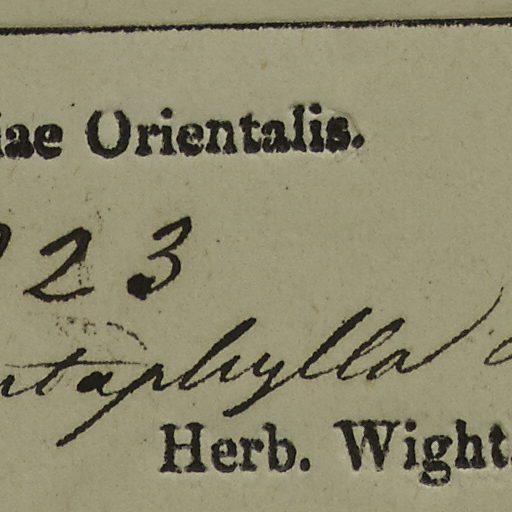 iae Orientalis.
23
ntaphylla
Herb. Wight.